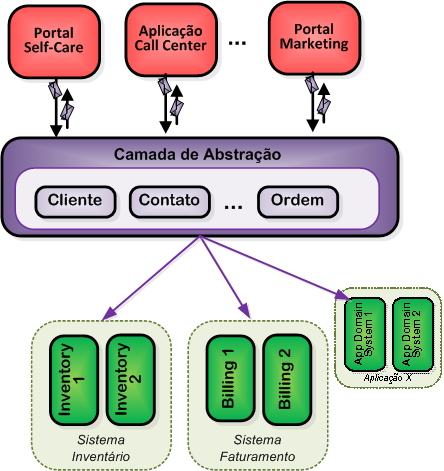 Portal
Self-Care
Aplicação
Call Center
...
Portal
Marketing
Camada de Abstração
Cliente
Contato
...
Ordem
Inventory
1
Inventory
2
Sistema
Inventário
Billing 1
Billing 2
Sistema
Faturamento
App Domain
System 1
App Domain
System 2
Aplicação X